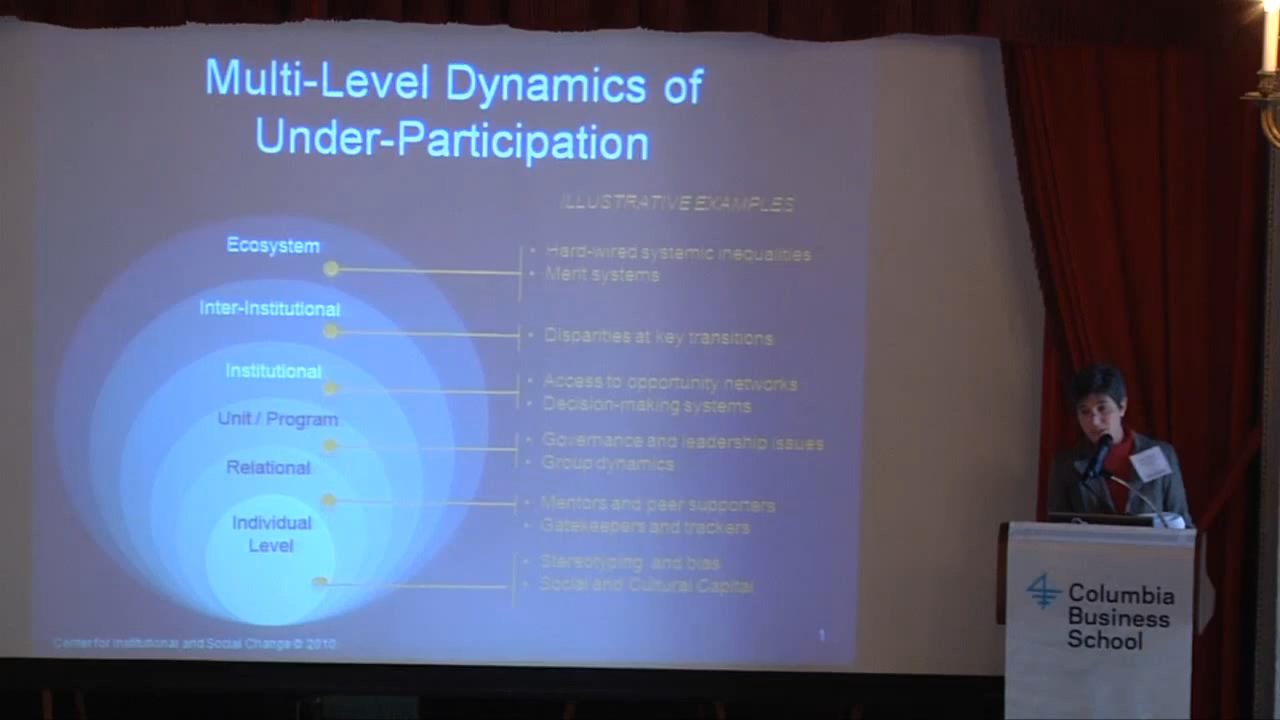 Multi-Level Dynamics of
Under-Participation
ILLUSTRATIVE EXAMPLES
Ecosystem
• Hard-wired systemic inequalities
• Merit systems
Inter-Institutional
• Disparities at key transitions
Institutional
• Access to opportunity networks
• Decision-making systems
Unit / Program
• Governance and leadership issues
• Group dynamics
Relational
• Mentors and peer supporters
• Gatekeepers and trackers
Individual
Level
• Stereotyping and bias
• Social and Cultural Capital
Center for Institutional and Social Change © 2010
1
Columbia
Business
School